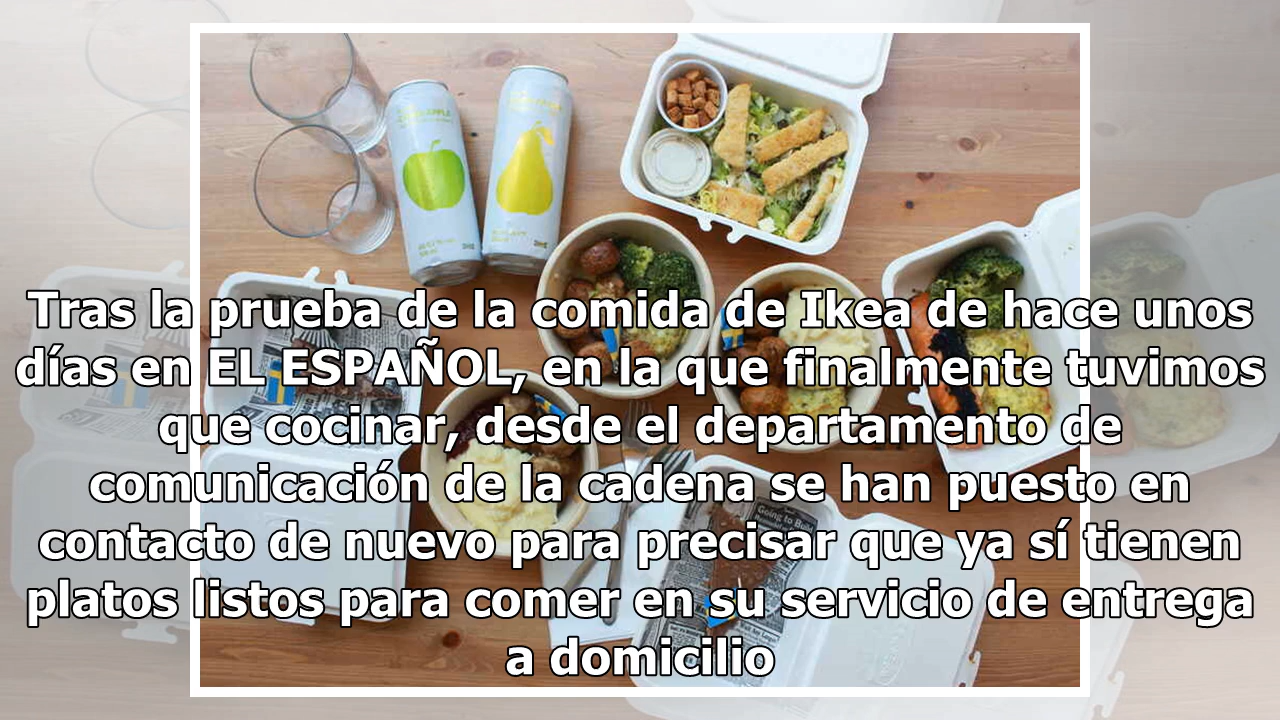 Tras la prueba de la comida de Ikea de hace unos
días en EL ESPAÑOL, en la que finalmente tuvimos
que cocinar, desde el departamento de
comunicación de la cadena se han puesto en
contacto de nuevo para precisar que ya sí tienen
platos listos para comer en su servicio de entrega
a domicilio
Going to